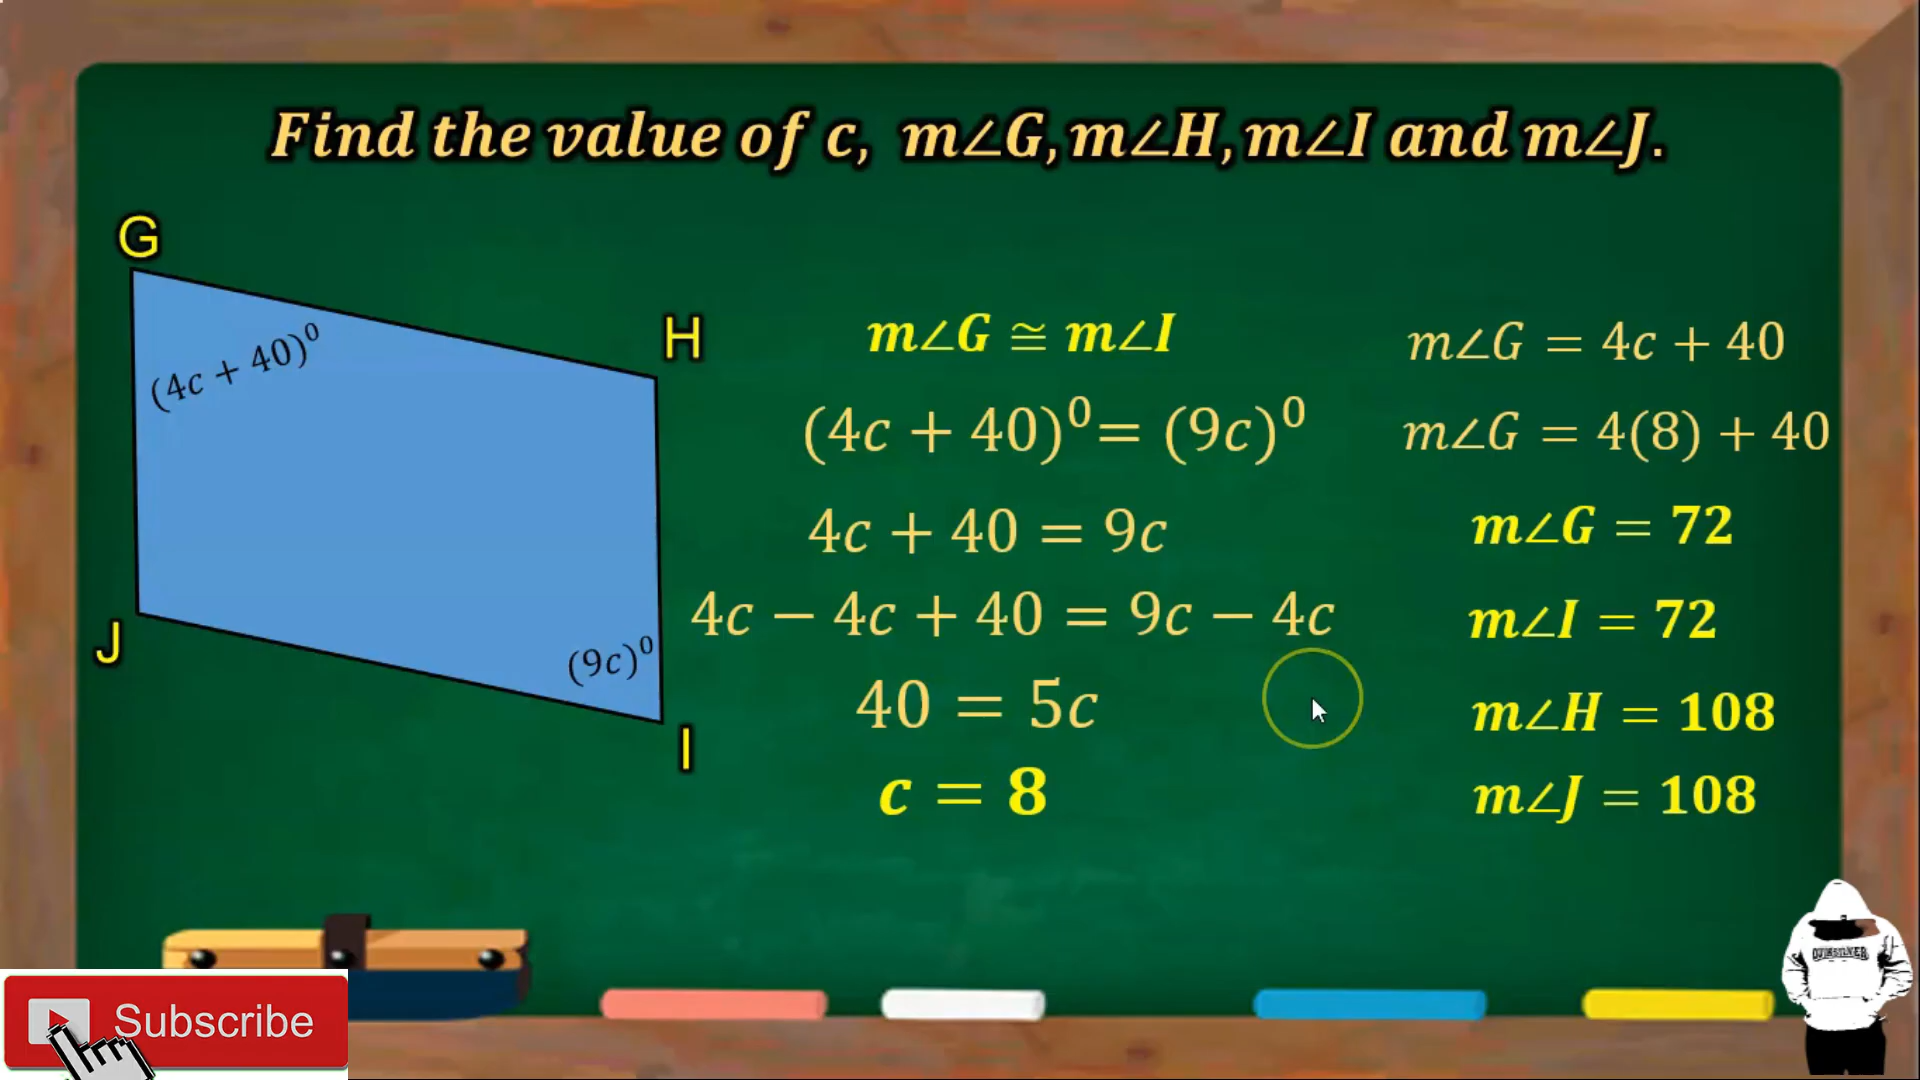 Find the value of c, m∠G, m∠H, m∠I and m∠J.
G
H
(4c + 40)⁰
J
(9c)⁰
I
m∠G ≅ m∠I
(4c + 40)⁰= (9c)⁰
4c + 40 = 9c
4c − 4c + 40 = 9c − 4c
40 = 5c
c = 8
m∠G = 4c + 40
m∠G = 4(8) + 40
m∠G = 72
m∠I = 72
m∠H = 108
m∠J = 108
QUIKSILVER
Subscribe